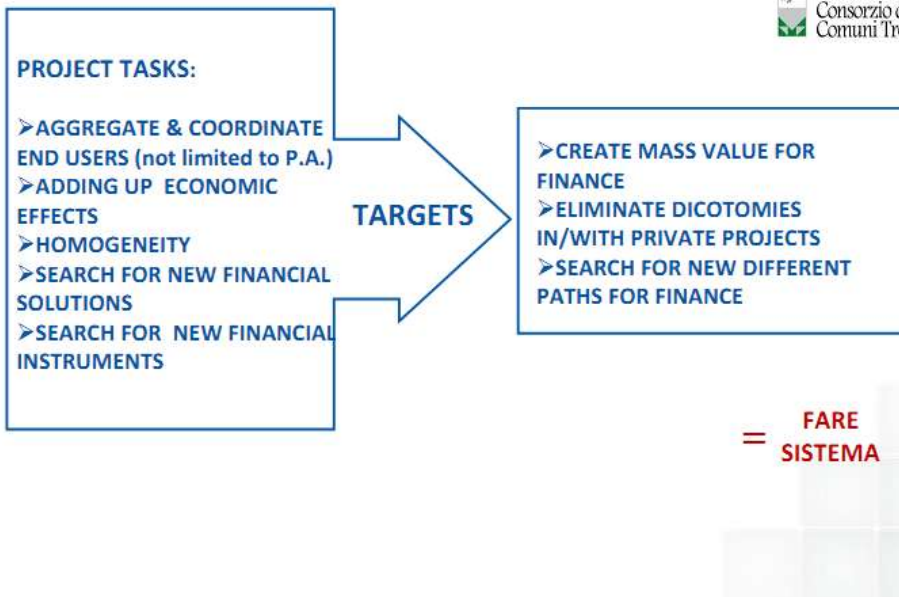 Consorzio
Comuni
PROJECT TASKS:
➢AGGREGATE & COORDINATE
END USERS (not limited to P.A.)
➢ADDING UP ECONOMIC
EFFECTS
➢HOMOGENEITY
➢SEARCH FOR NEW FINANCIAL
SOLUTIONS
➢SEARCH FOR NEW FINANCIAL
INSTRUMENTS
TARGETS
➢CREATE MASS VALUE FOR
FINANCE
➢ELIMINATE DICOTOMIES
IN/WITH PRIVATE PROJECTS
➢SEARCH FOR NEW DIFFERENT
PATHS FOR FINANCE
= FARE
SISTEMA